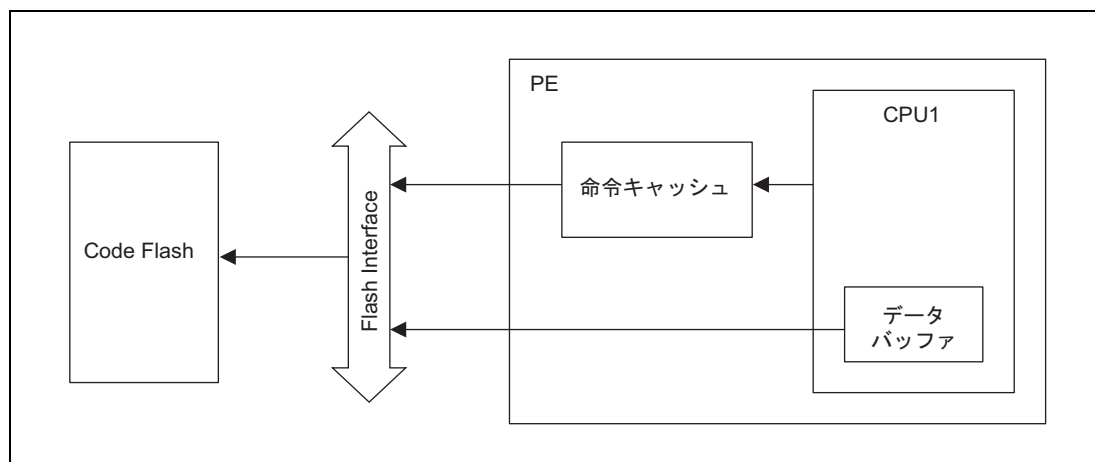 PE
CPU1
命令キャッシュ
Code Flash
Flash Interface
データ
バッファ